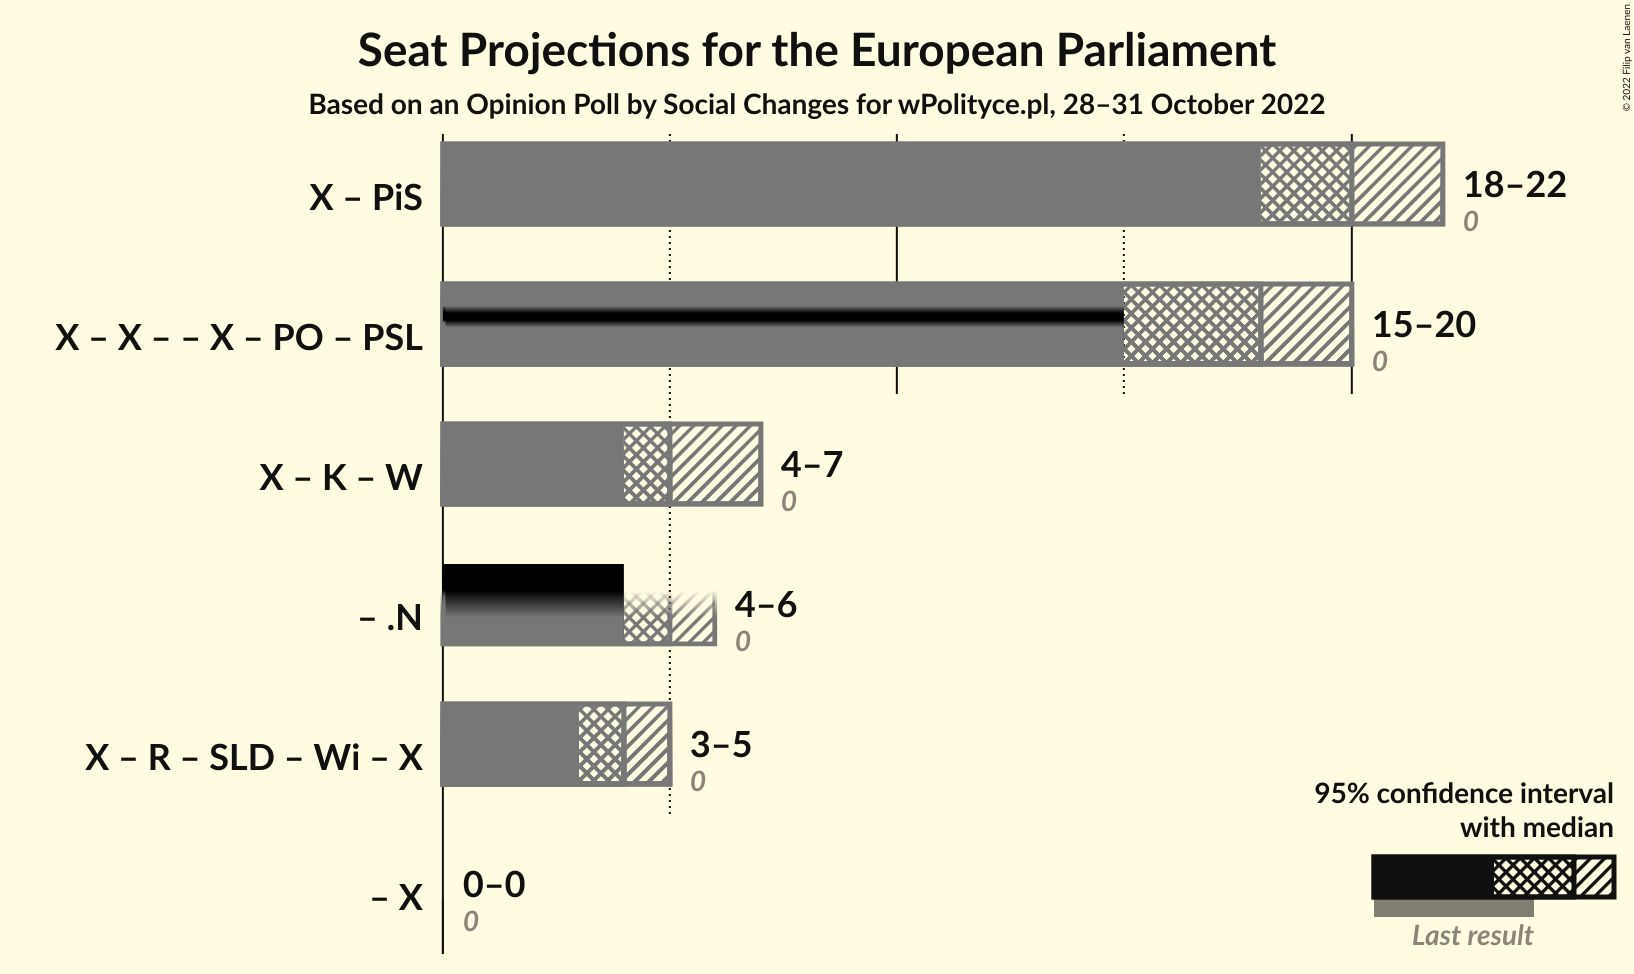 Seat Projections for the European Parliament
Based on an Opinion Poll by Social Changes for wPolityce.pl, 28–31 October 2022
© 2022 Filip van Laenen
X – PiS
18–22
0
X – X – – X – PO – PSL
15–20
0
X – K – W
4–7
0
– .N
4–6
0
X – R – SLD – Wi – X
3–5
0
– X
0–0
0
95% confidence interval
with median
Last result